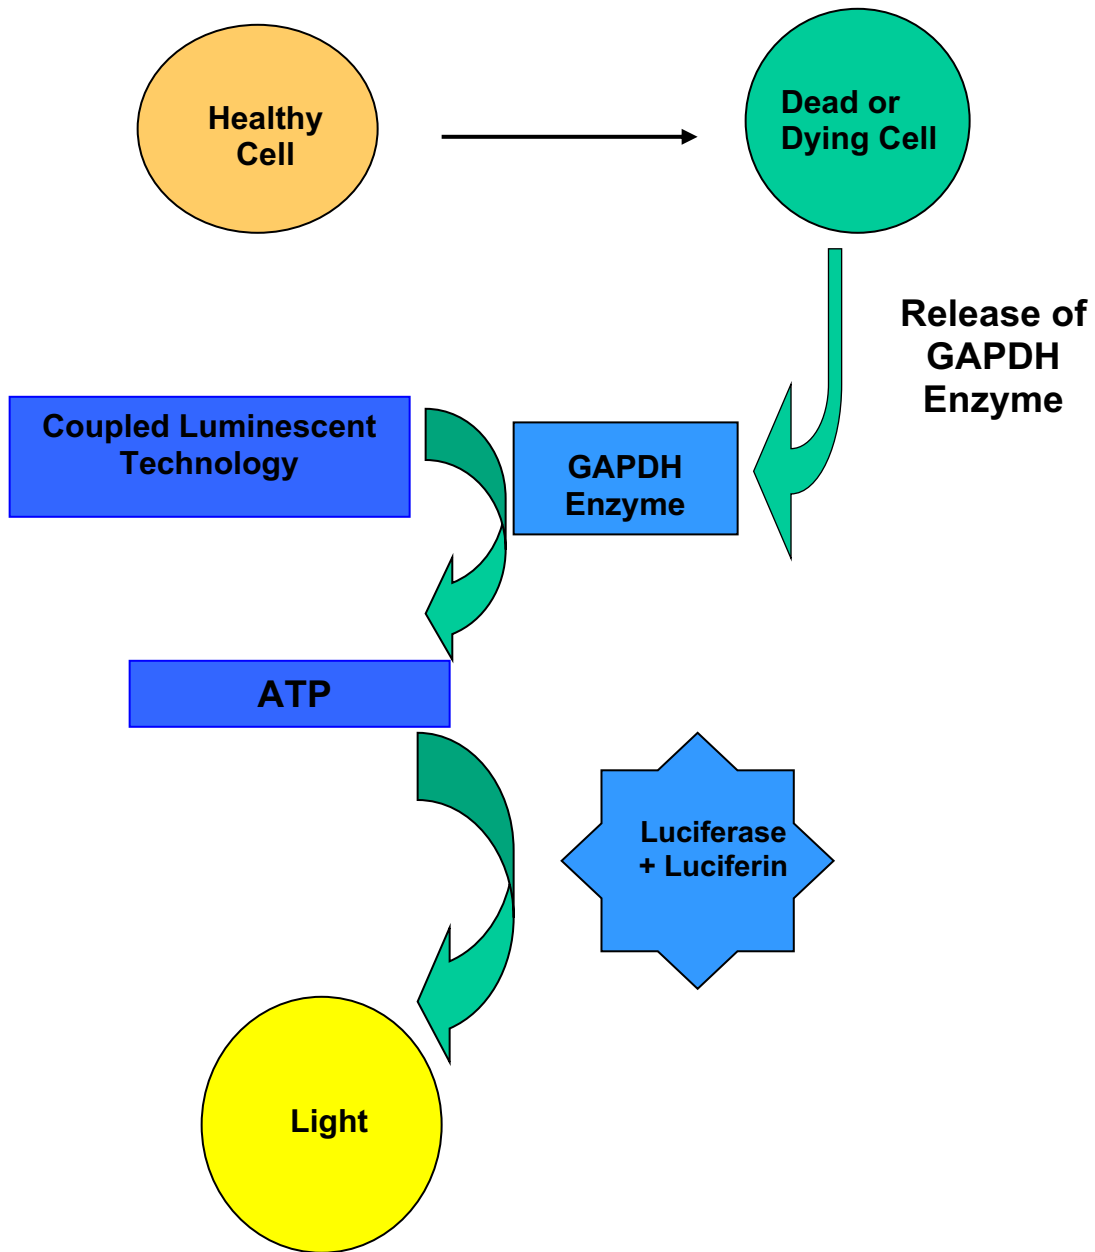 Healthy
Cell
Dead or
Dying Cell
Release of
GAPDH
Enzyme
Coupled Luminescent
Technology
GAPDH
Enzyme
ATP
Luciferase
+ Luciferin
Light